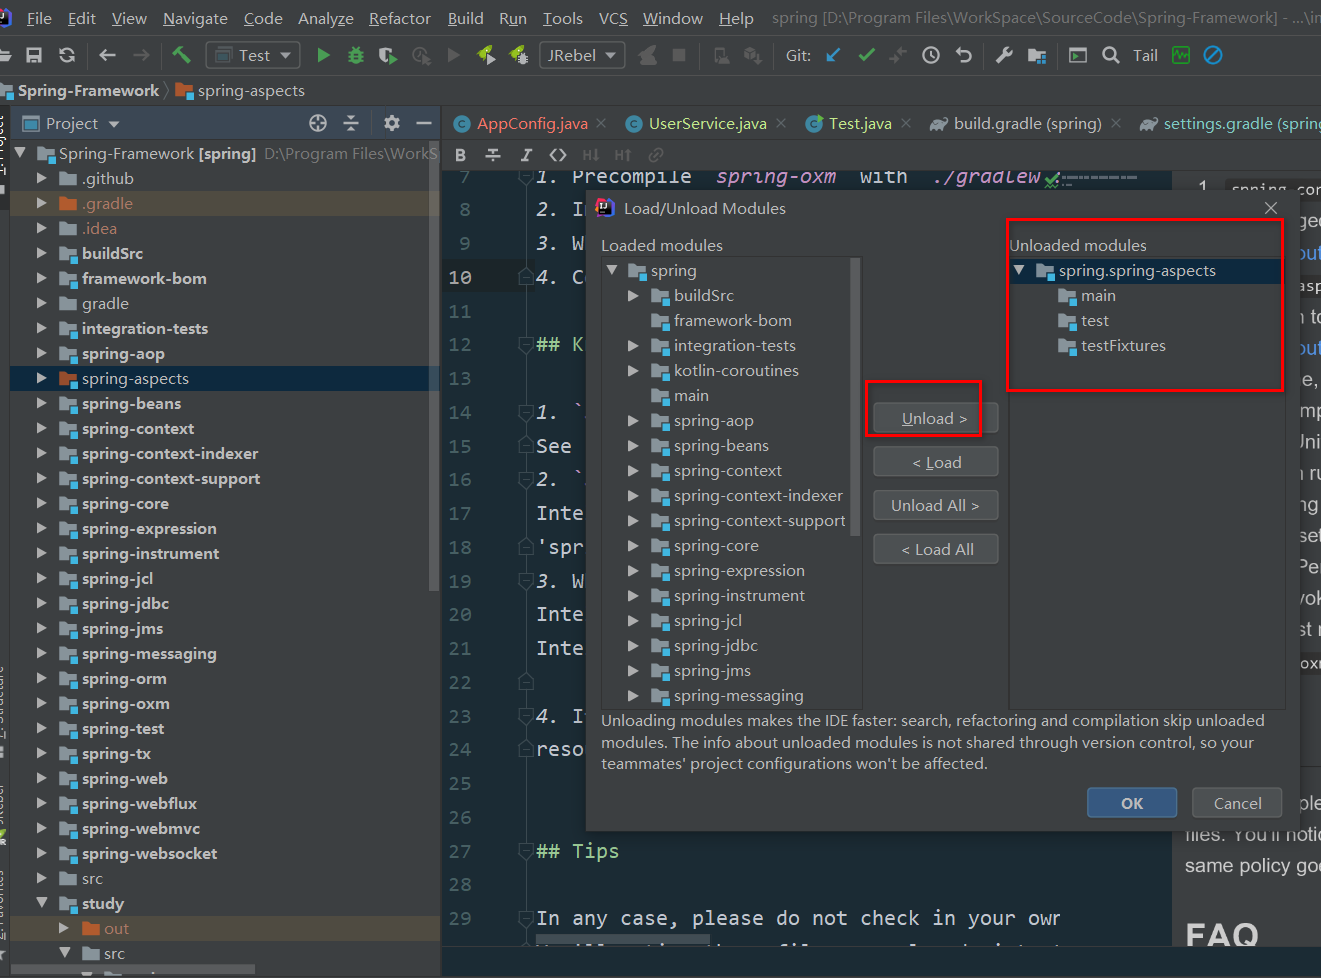 File Edit View Navigate Code Analyze Refactor Build Run Tools VCS Window Help spring [D:\Program Files\WorkSpace\SourceCode\Spring-Framework] - ...\in
Test JRebel Git: Tail
Spring-Framework spring-aspects
Project
AppConfig.java UserService.java Test.java build.gradle (spring) settings.gradle (spring
Spring-Framework [spring] D:\Program Files\WorkS
.github
.gradle
.idea
buildSrc
framework-bom
gradle
integration-tests
spring-aop
spring-aspects
spring-beans
spring-context
spring-context-indexer
spring-context-support
spring-core
spring-expression
spring-instrument
spring-jcl
spring-jdbc
spring-jms
spring-messaging
spring-orm
spring-oxm
spring-test
spring-tx
spring-web
spring-webflux
spring-webmvc
spring-websocket
src
study
out
src
B I <> H↓ H↑
7 1. Precompile `spring-oxm` with `./gradlew :
8 2. I
9 3. W
10 4. C
11
12 ## K
13
14 1. `
15 See
16 2. `
17 Inte
18 'spr
19 3. W
20 Inte
21 Inte
22
23 4. I
24 reso
25
26
27 ## Tips
28
29 In any case, please do not check in your own
Load/Unload Modules
Loaded modules
spring
buildSrc
framework-bom
integration-tests
kotlin-coroutines
main
spring-aop
spring-beans
spring-context
spring-context-indexer
spring-context-support
spring-core
spring-expression
spring-instrument
spring-jcl
spring-jdbc
spring-jms
spring-messaging
Unload >
< Load
Unload All >
< Load All
Unloaded modules
spring.spring-aspects
main
test
testFixtures
Unloading modules makes the IDE faster: search, refactoring and compilation skip unloaded
modules. The info about unloaded modules is not shared through version control, so your
teammates' project configurations won't be affected.
OK Cancel
files. You'll notic
same policy goe
FAQ